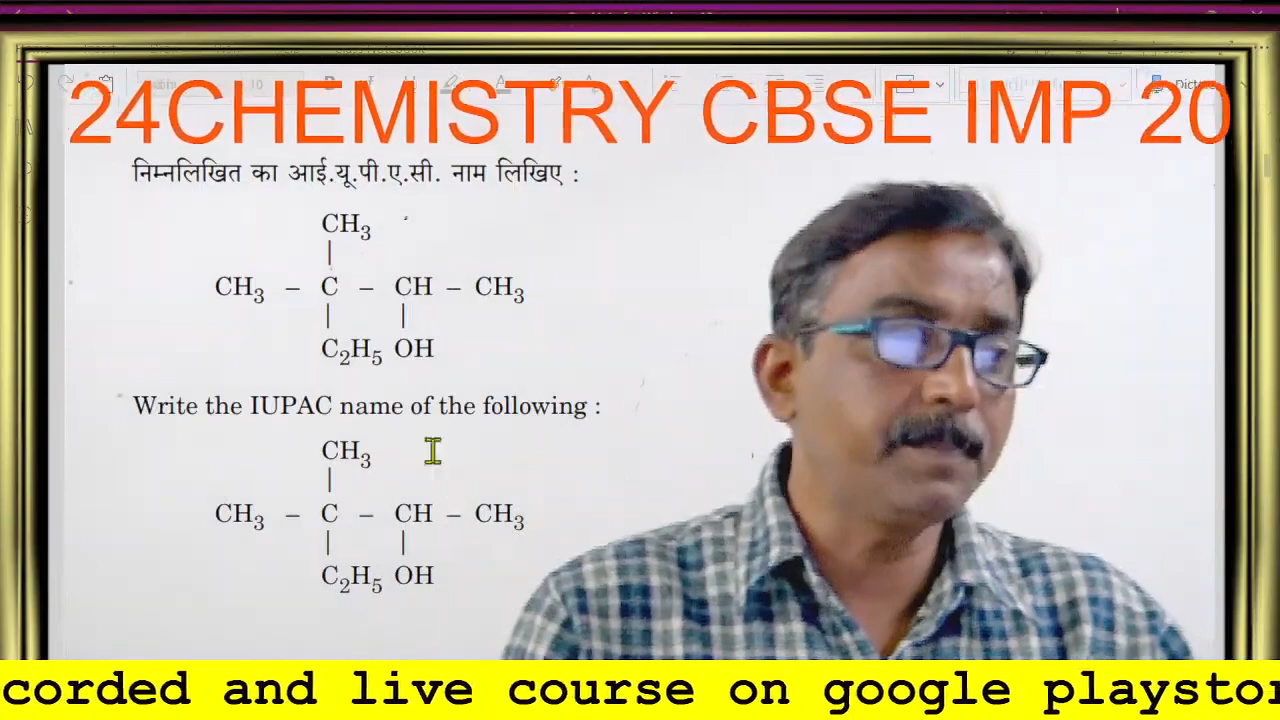 24CHEMISTRY CBSE IMP 20
निम्नलिखित का आई.यू.पी.ए.सी. नाम लिखिए :
CH3
|
CH3 – C – CH – CH3
| |
C2H5 OH
Write the IUPAC name of the following :
CH3
|
CH3 – C – CH – CH3
| |
C2H5 OH
corded and live course on google playstor